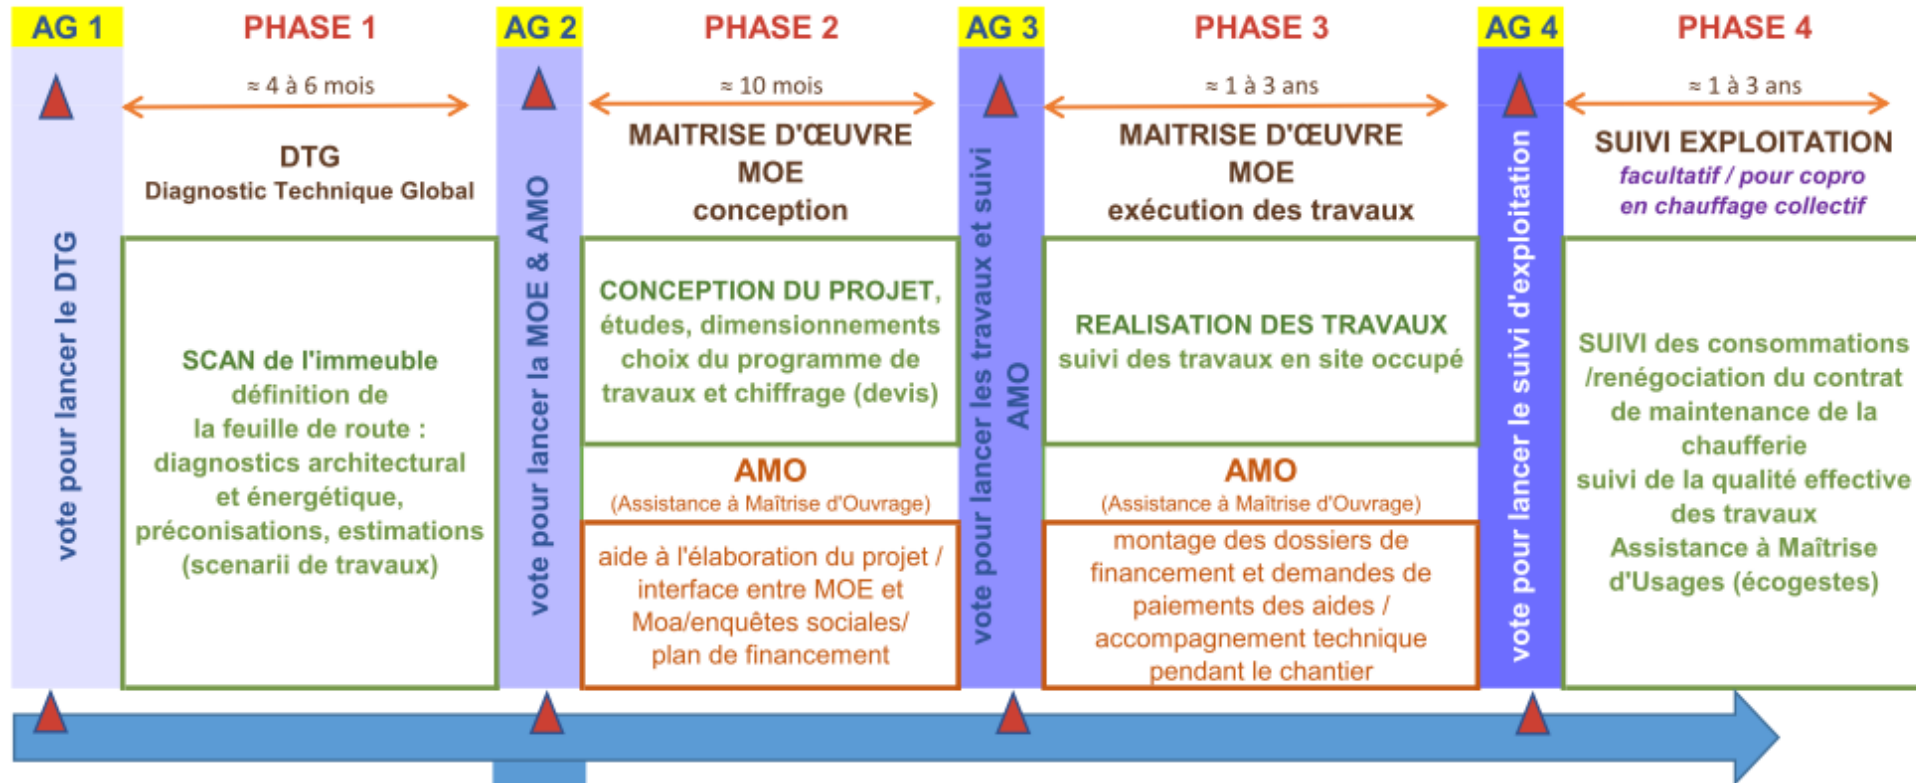 AG 1
vote pour lancer le DTG
PHASE 1
≈ 4 à 6 mois
DTG
Diagnostic Technique Global
SCAN de l'immeuble
définition de
la feuille de route :
diagnostics architectural
et énergétique,
préconisations, estimations
(scenarii de travaux)
AG 2
vote pour lancer la MOE & AMO
PHASE 2
≈ 10 mois
MAITRISE D'ŒUVRE
MOE
conception
CONCEPTION DU PROJET,
études, dimensionnements
choix du programme de
travaux et chiffrage (devis)
AMO
(Assistance à Maîtrise d'Ouvrage)
aide à l'élaboration du projet /
interface entre MOE et
Moa/enquêtes sociales/
plan de financement
AG 3
vote pour lancer les travaux et suivi
AMO
PHASE 3
≈ 1 à 3 ans
MAITRISE D'ŒUVRE
MOE
exécution des travaux
REALISATION DES TRAVAUX
suivi des travaux en site occupé
AMO
(Assistance à Maîtrise d'Ouvrage)
montage des dossiers de
financement et demandes de
paiements des aides /
accompagnement technique
pendant le chantier
AG 4
vote pour lancer le suivi d'exploitation
PHASE 4
≈ 1 à 3 ans
SUIVI EXPLOITATION
facultatif / pour copro
en chauffage collectif
SUIVI des consommations
/renégociation du contrat
de maintenance de la
chaufferie
suivi de la qualité effective
des travaux
Assistance à Maîtrise
d'Usages (écogestes)